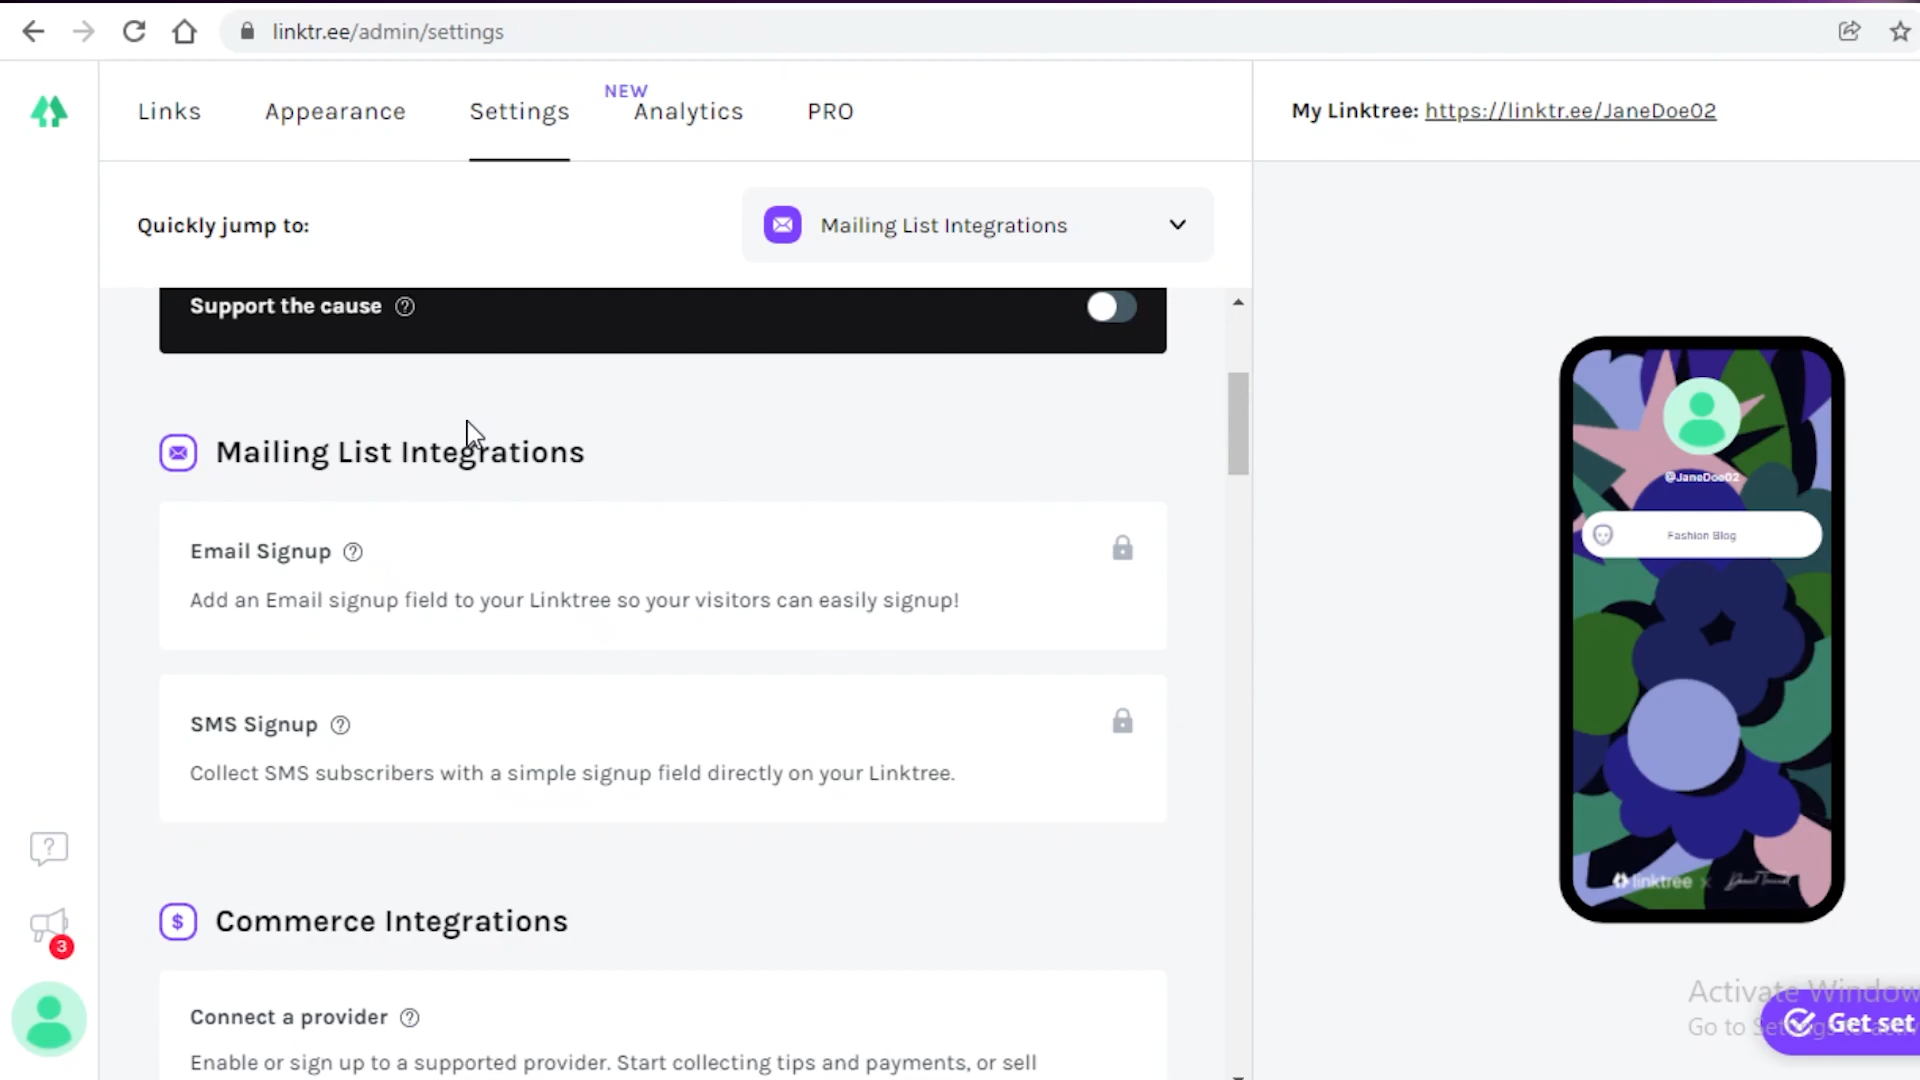 linktr.ee/admin/settings
Links
Appearance
Settings
NEW
Analytics
PRO
My Linktree: https://linktr.ee/JaneDoe02
Quickly jump to:
Mailing List Integrations
Support the cause
Mailing List Integrations
Email Signup
Add an Email signup field to your Linktree so your visitors can easily signup!
SMS Signup
Collect SMS subscribers with a simple signup field directly on your Linktree.
Commerce Integrations
Connect a provider
Enable or sign up to a supported provider. Start collecting tips and payments, or sell
3
@JaneDoe02
Fashion Blog
linktree x
Activate Window
Go to Settings to activ
Get set